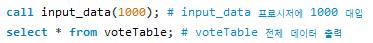 call input_data(1000); # input_data 프로시저에 1000 대입
select * from voteTable; # voteTable 전체 데이터 출력